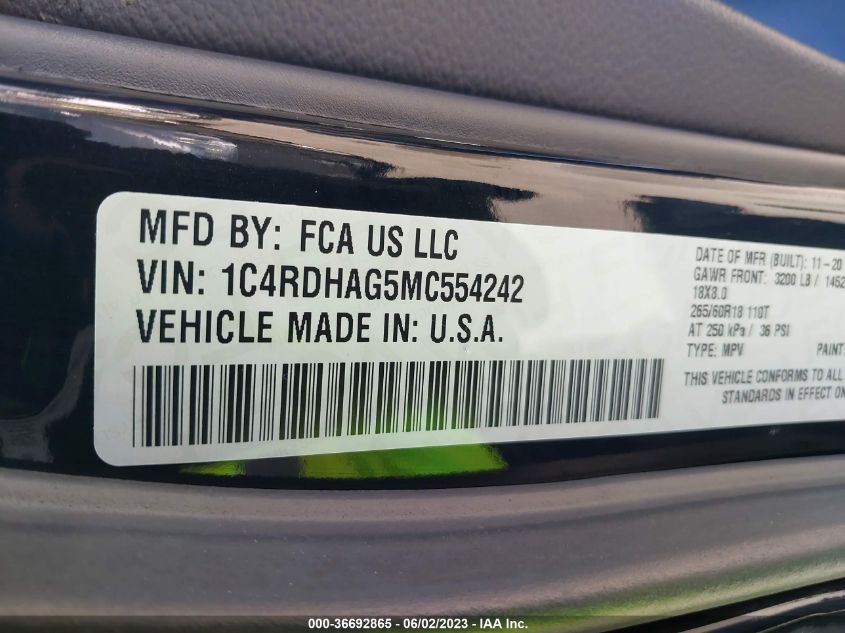 MFD BY: FCA US LLC
VIN: 1C4RDHAG5MC554242
VEHICLE MADE IN: U.S.A.
DATE OF MFR (BUILT): 11-20
GAWR FRONT: 3200 LB / 1452
18X8.0
265/60R18 110T
AT 250 kPa / 36 PSI
TYPE: MPV PAINT:
THIS VEHICLE CONFORMS TO ALL
STANDARDS IN EFFECT ON
000-36692865 - 06/02/2023 - IAA Inc.